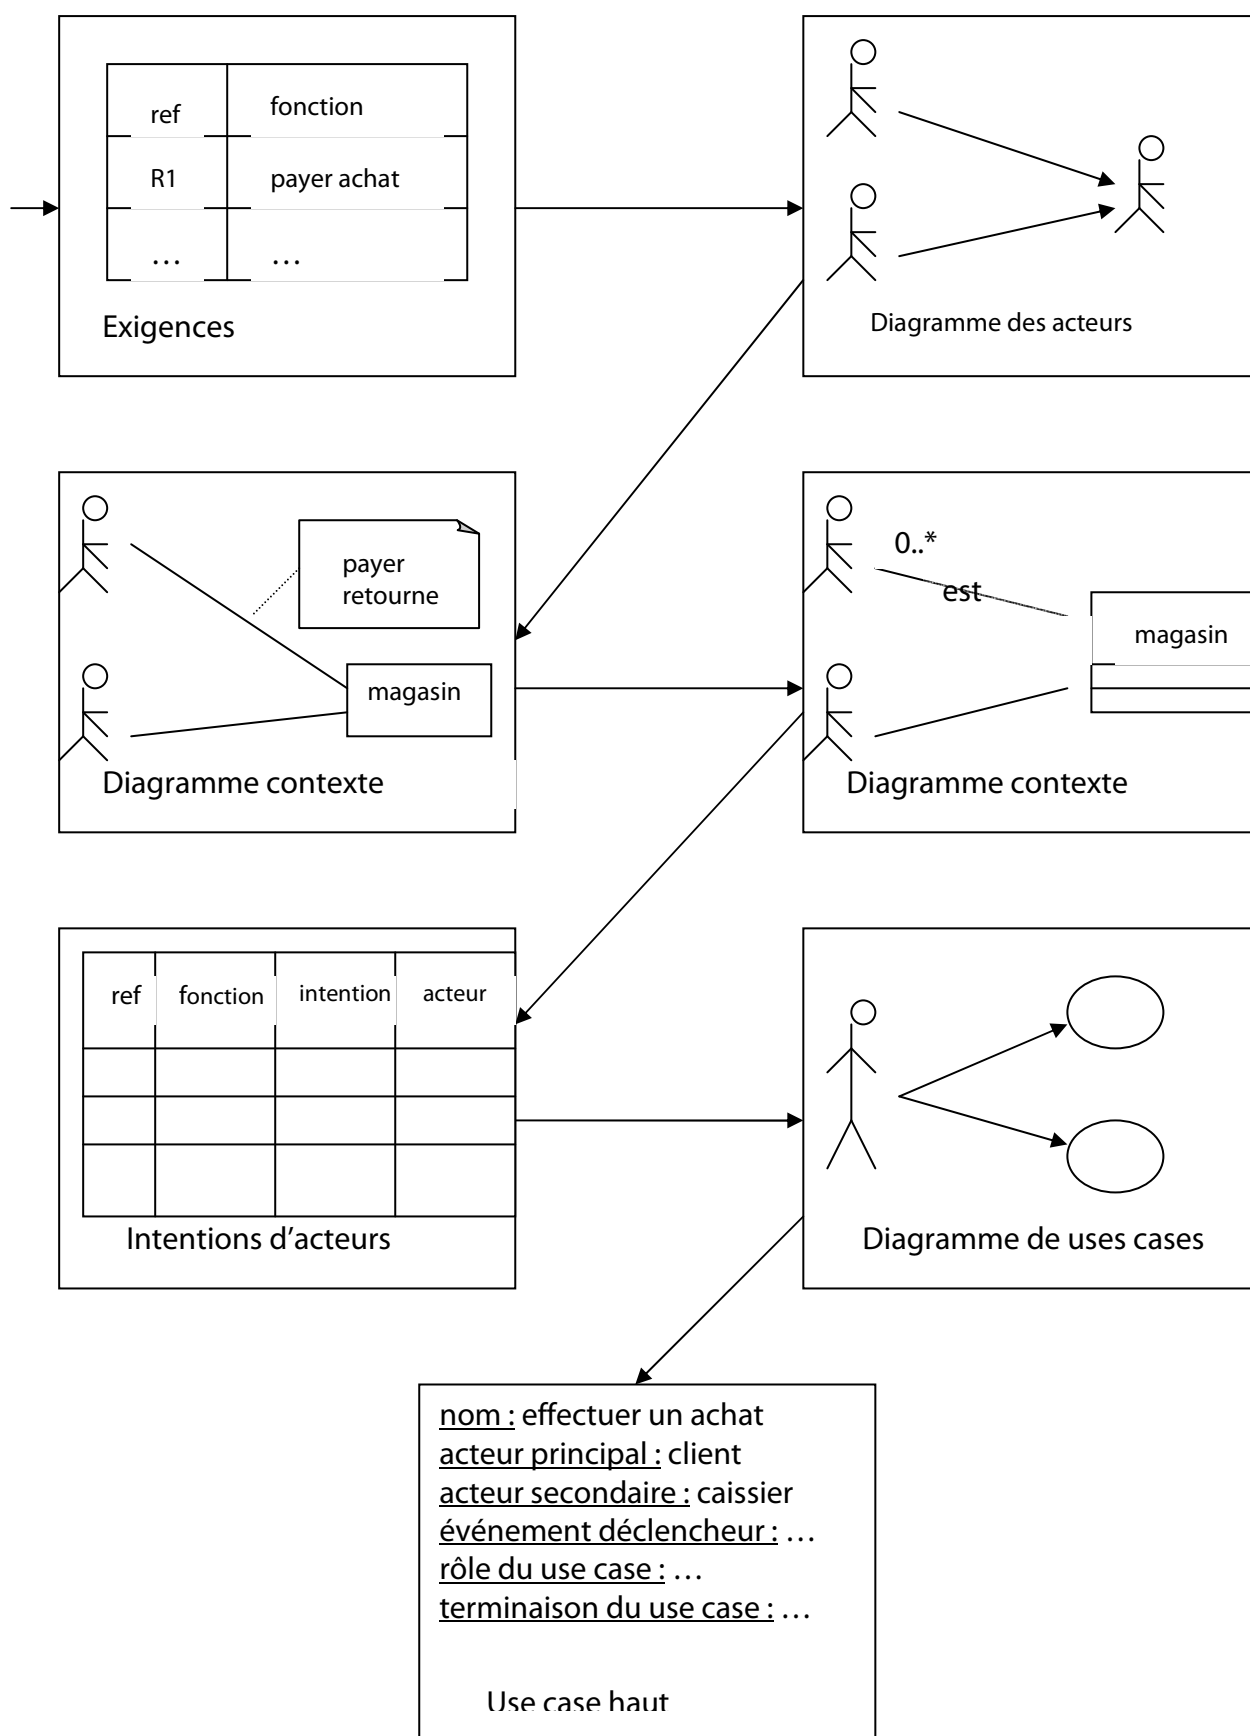 ref fonction
R1 payer achat
... ...
Exigences
Diagramme des acteurs
payer
retourne
magasin
Diagramme contexte
0..*
est
magasin
Diagramme contexte
ref fonction intention acteur
Intentions d’acteurs
Diagramme de uses cases
nom : effectuer un achat
acteur principal : client
acteur secondaire : caissier
événement déclencheur : ...
rôle du use case : ...
terminaison du use case : ...
Use case haut